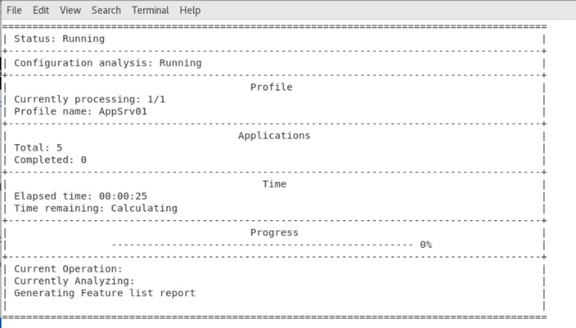 File Edit View Search Terminal Help
Status: Running
Configuration analysis: Running
Profile
Currently processing: 1/1
Profile name: AppSrv01
Applications
Total: 5
Completed: 0
Time
Elapsed time: 00:00:25
Time remaining: Calculating
Progress
0%
Current Operation:
Currently Analyzing:
Generating Feature list report